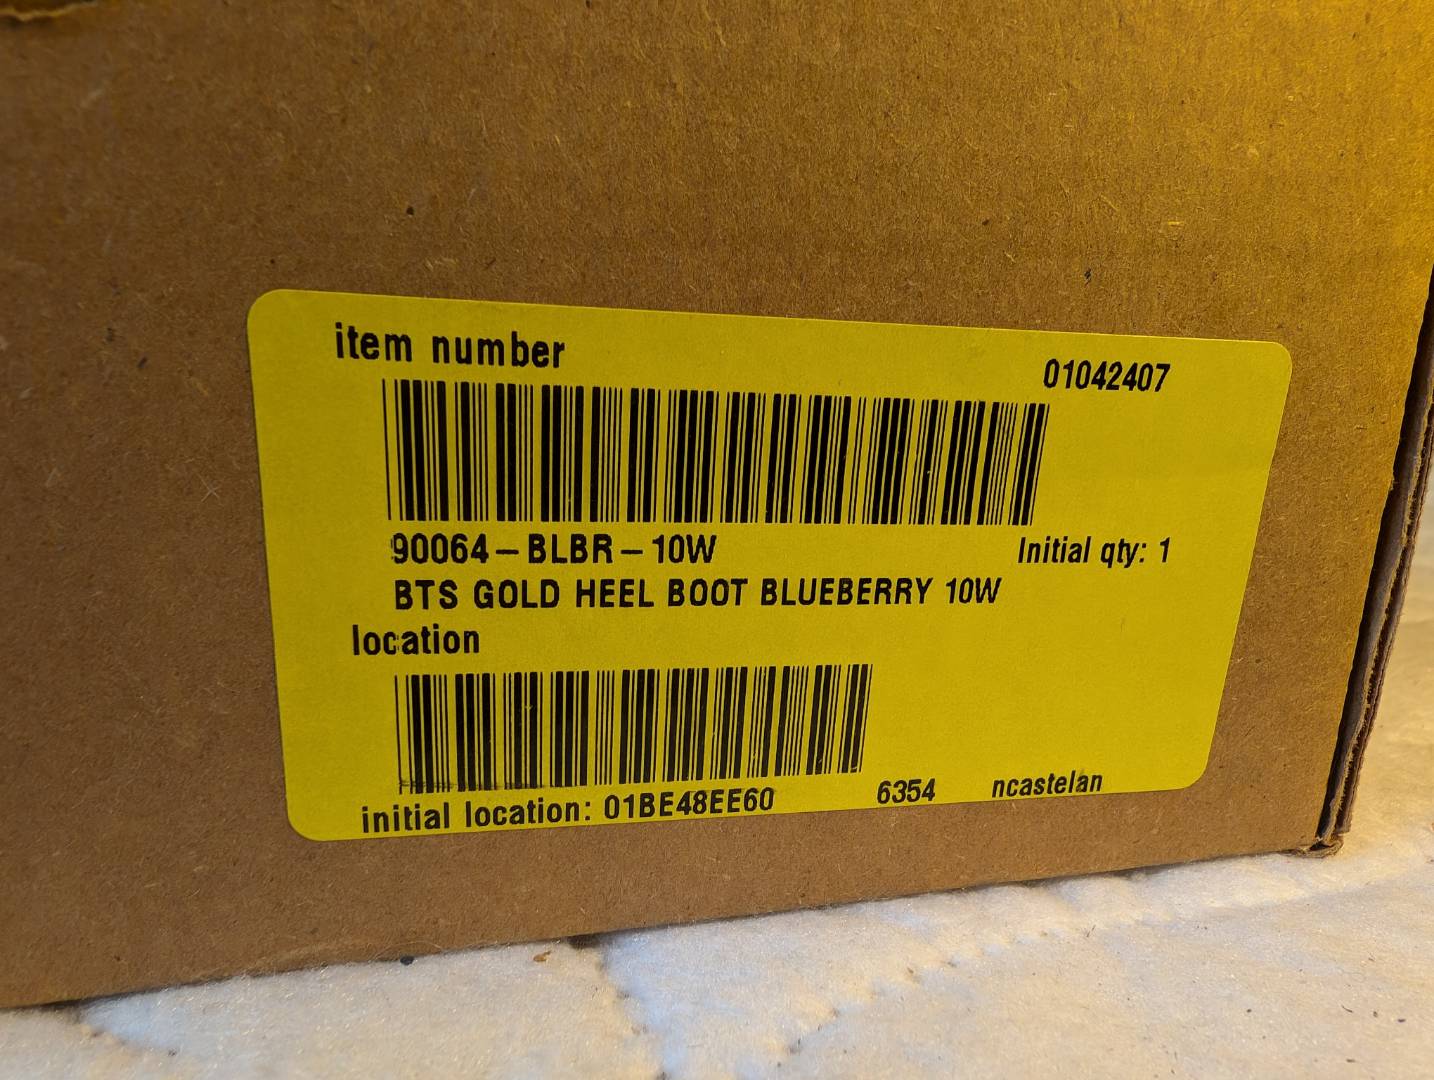 item number
01042407
90064-BLBR-10W
Initial qty: 1
BTS GOLD HEEL BOOT BLUEBERRY 10W
location
initial location: 01BE48EE60
6354
ncastelan